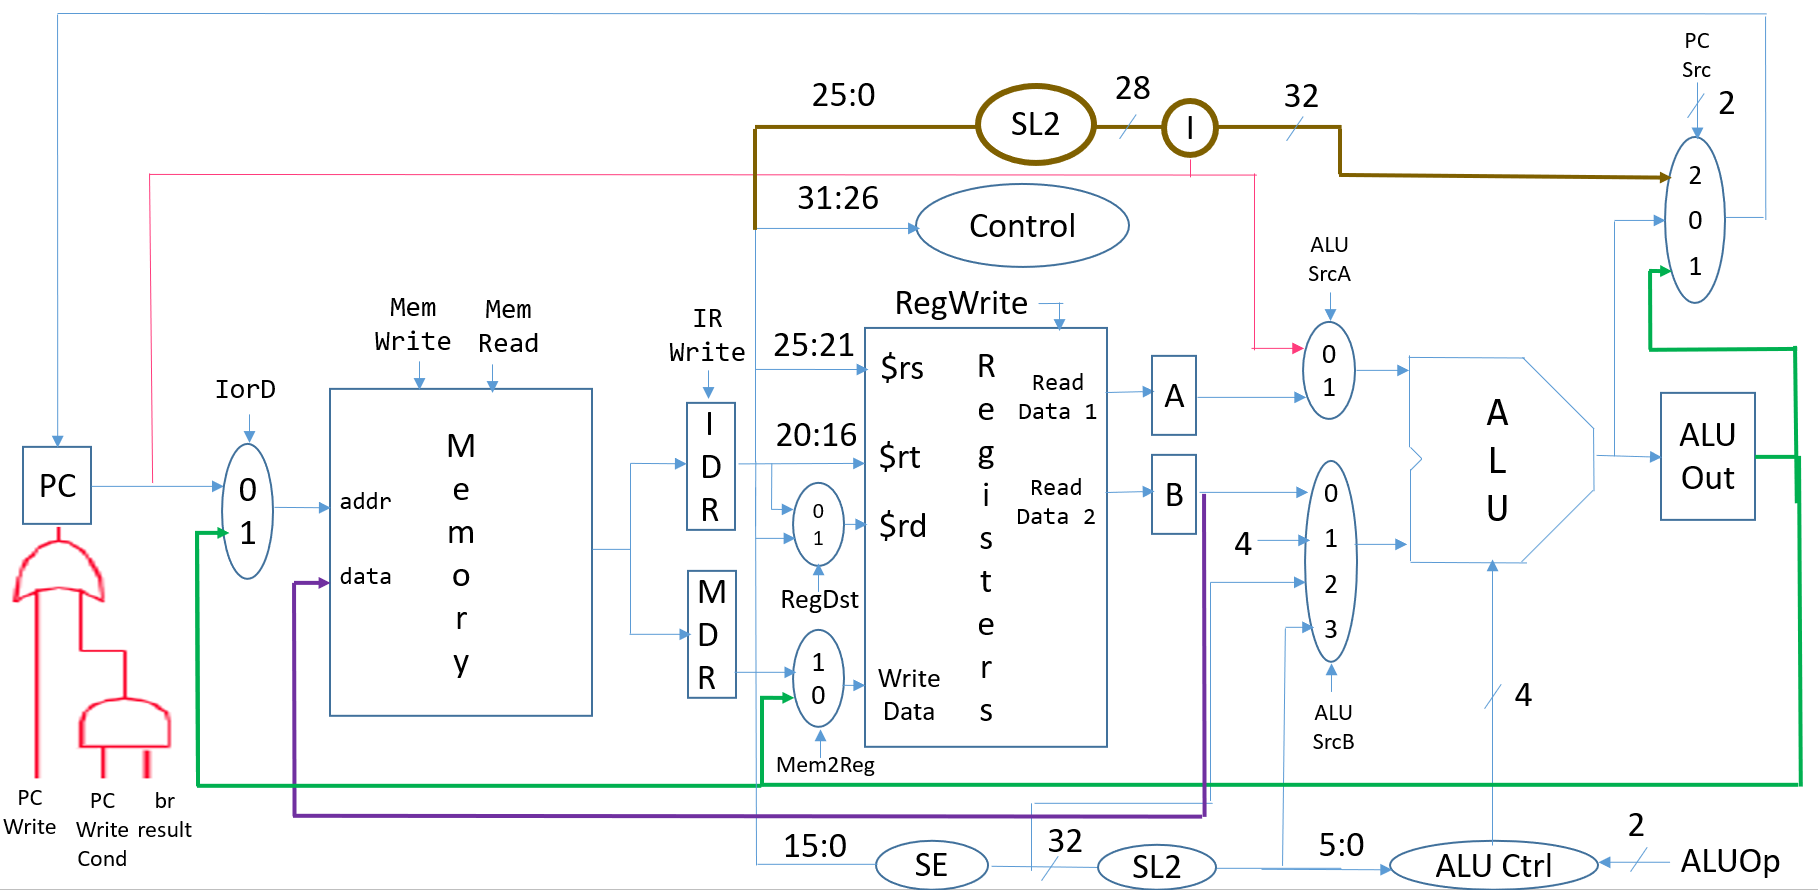 PC
Src
2
25:0
SL2
28
I
32
2
0
1
31:26
Control
ALU
SrcA
Mem
Write
Mem
Read
IR
Write
RegWrite
IorD
25:21
$rs
20:16
$rt
0
1
$rd
RegDst
1
0
Write
Data
Mem2Reg
R
e
g
i
s
t
e
r
s
Read
Data 1
Read
Data 2
A
B
0
1
0
1
2
3
4
ALU
SrcB
A
L
U
ALU
Out
PC
0
1
addr
data
M
e
m
o
r
y
I
D
R
M
D
R
4
PC
Write
PC
Write
Cond
br
result
15:0
SE
32
SL2
5:0
ALU Ctrl
2
ALUOp